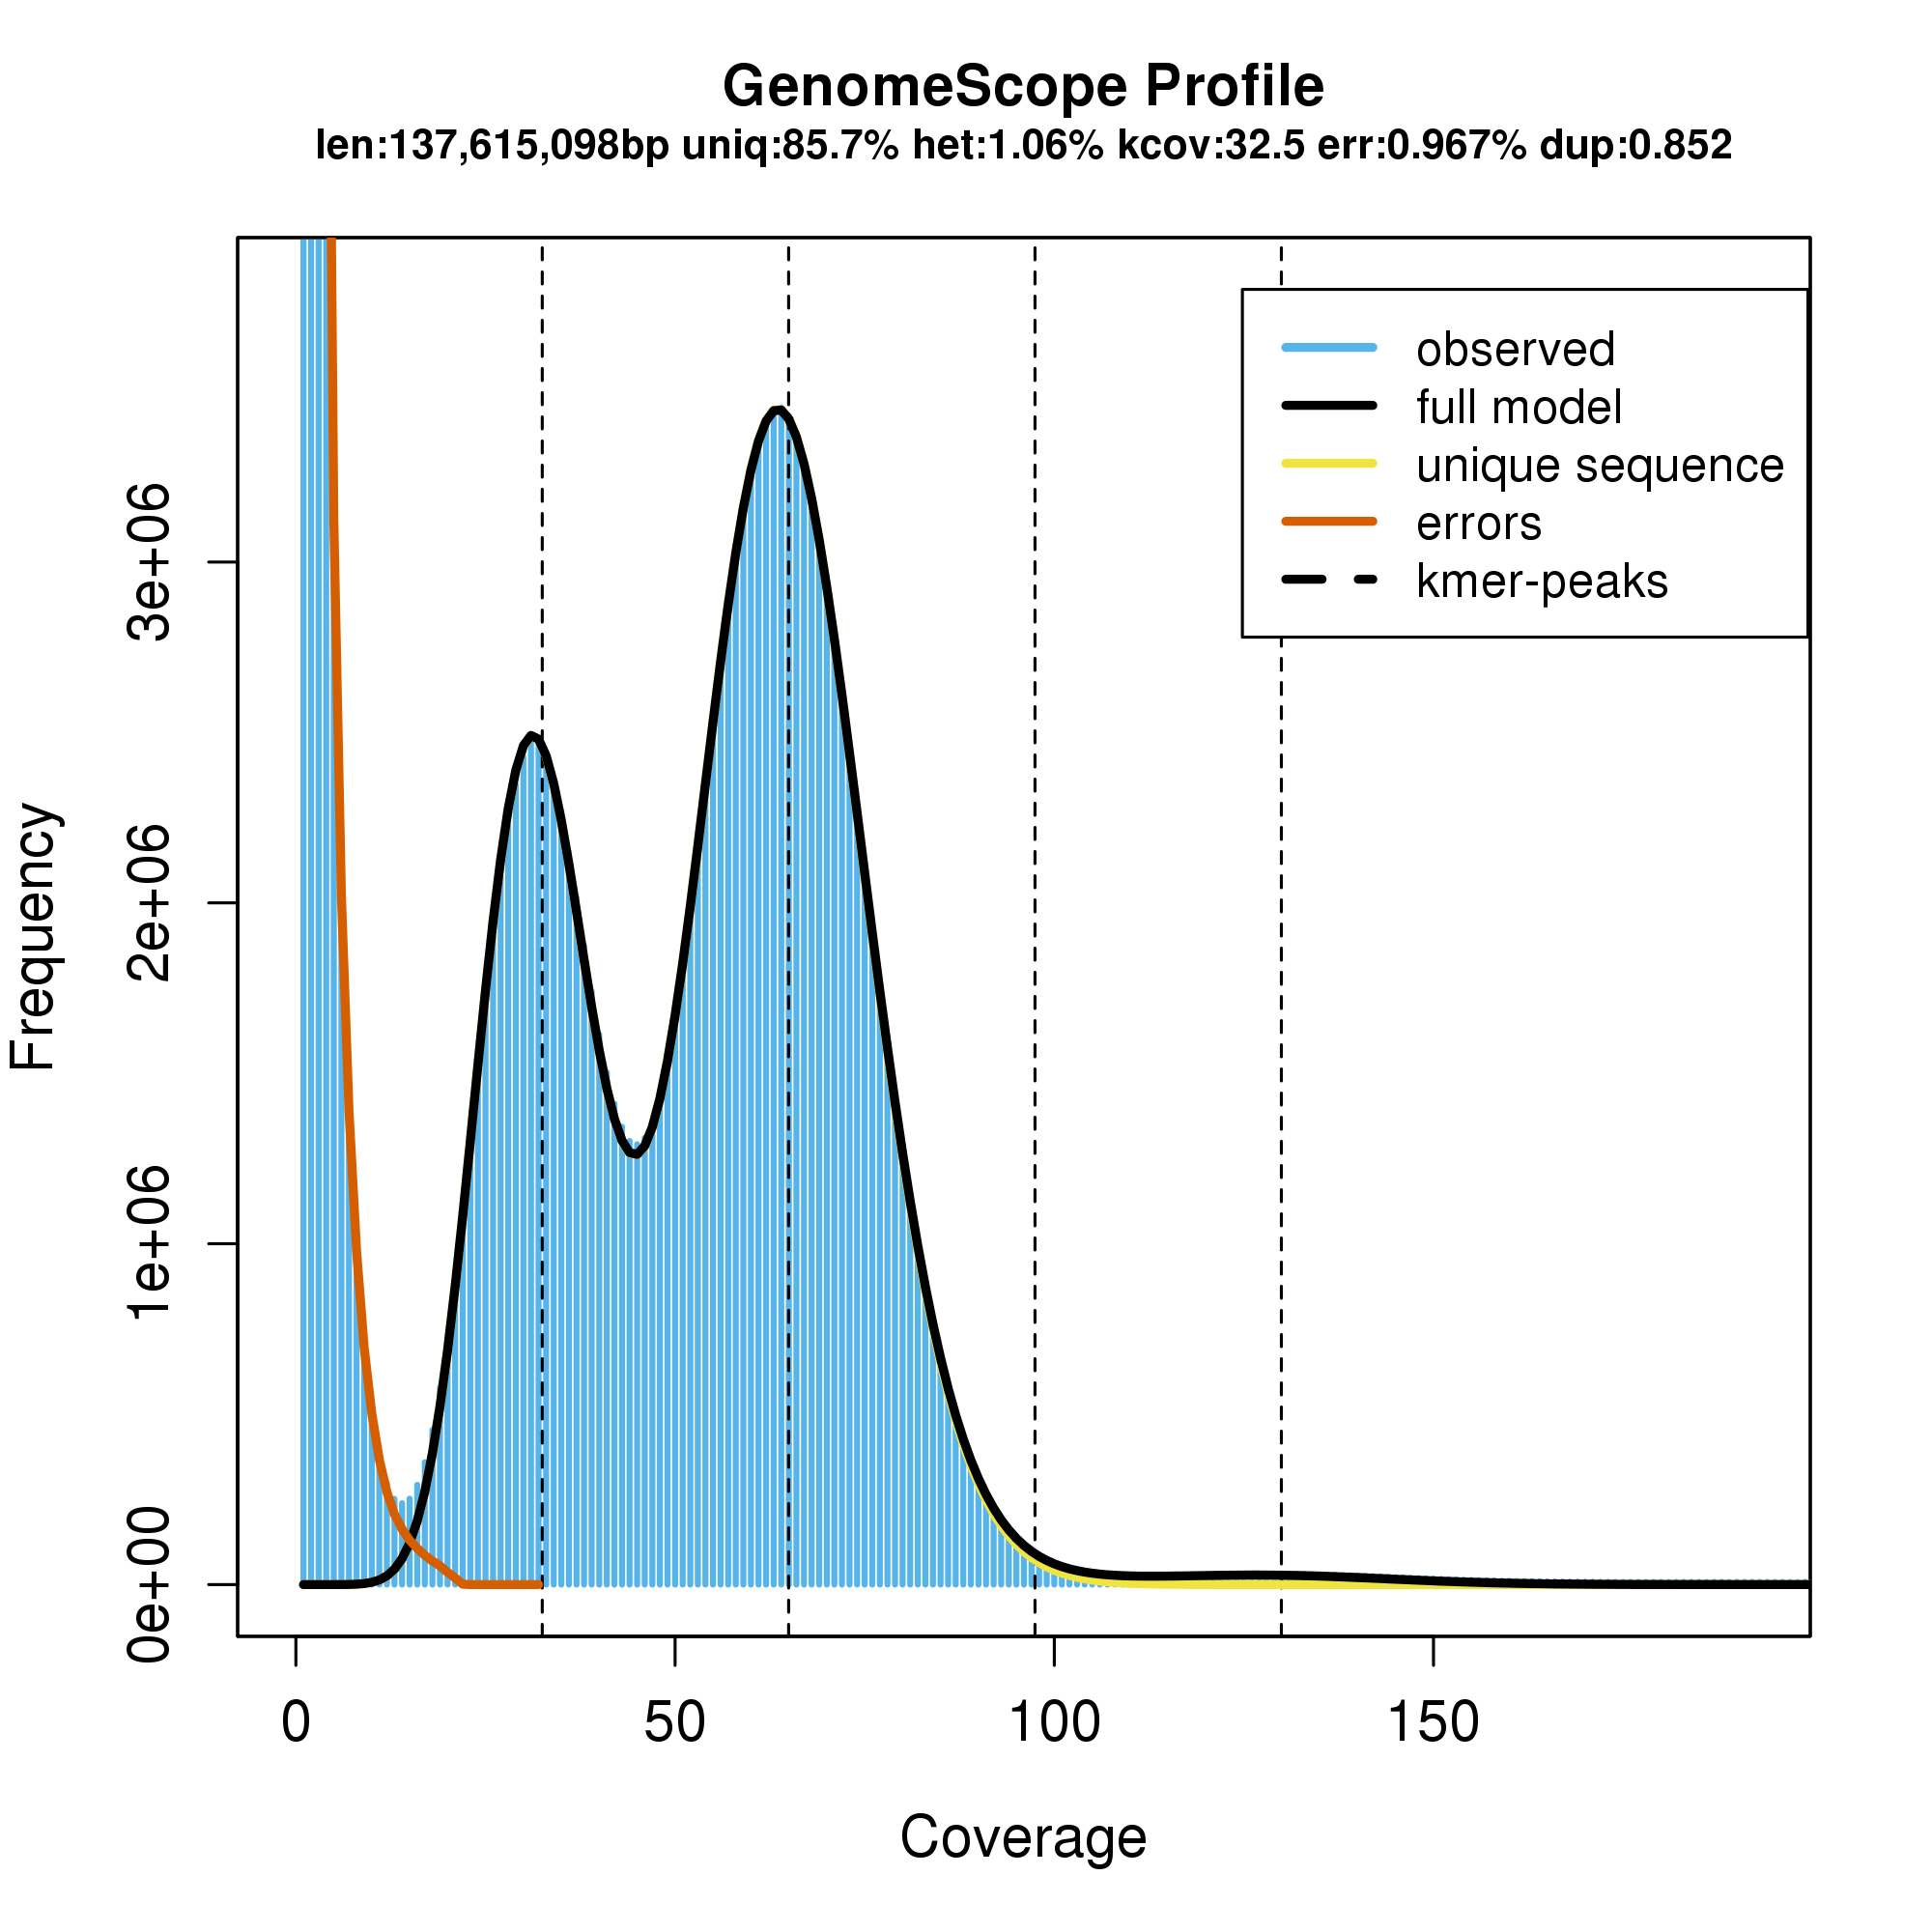 GenomeScope Profile
len:137,615,098bp uniq:85.7% het:1.06% kcov:32.5 err:0.967% dup:0.852
observed
full model
unique sequence
errors
kmer-peaks
Frequency
3e+06
2e+06
1e+06
0e+00
0 50 100 150
Coverage